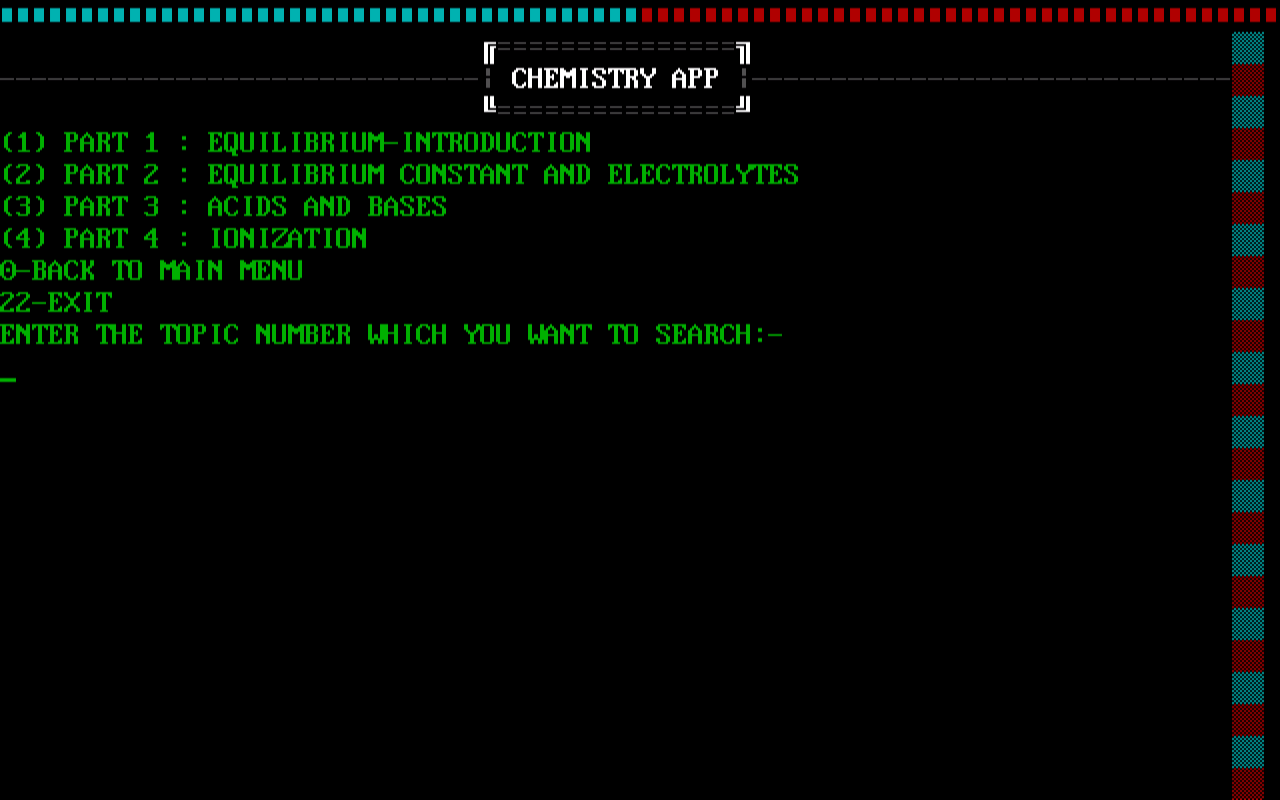 CHEMISTRY APP
(1) PART 1 : EQUILIBRIUM-INTRODUCTION
(2) PART 2 : EQUILIBRIUM CONSTANT AND ELECTROLYTES
(3) PART 3 : ACIDS AND BASES
(4) PART 4 : IONIZATION
0-BACK TO MAIN MENU
22-EXIT
ENTER THE TOPIC NUMBER WHICH YOU WANT TO SEARCH:-